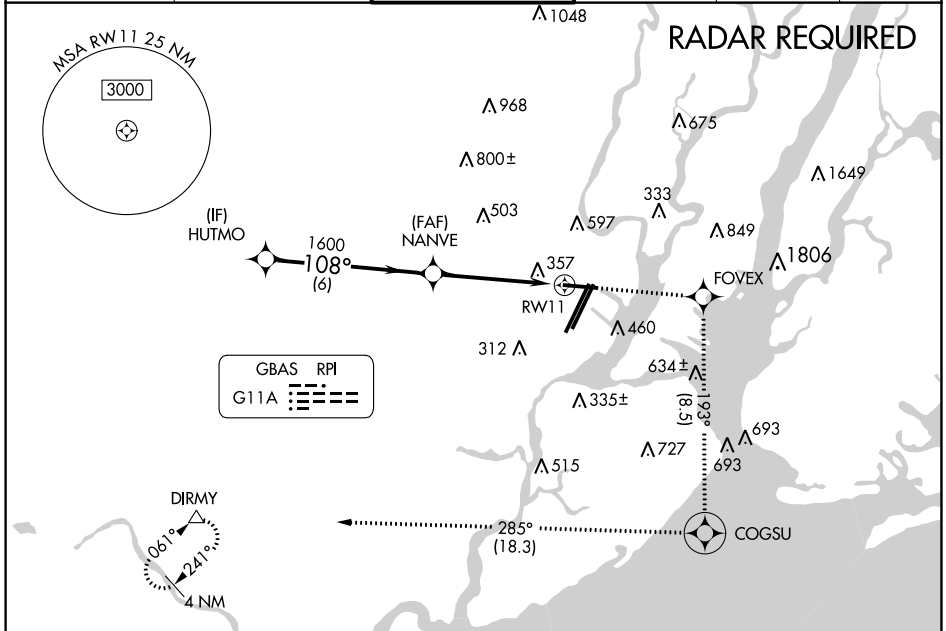 1048
RADAR REQUIRED
MSA RW11 25 NM
3000
968
675
800±
1649
333
(IF)
HUTMO
503
(FAF)
NANVE
597
849
1600
108°
(6)
357
1806
FOVEX
RW11
460
312
634±
GBAS RPI
G11A
335±
193°
(8.5)
693
727
693
515
DIRMY
061°
241°
4 NM
285°
(18.3)
COGSU